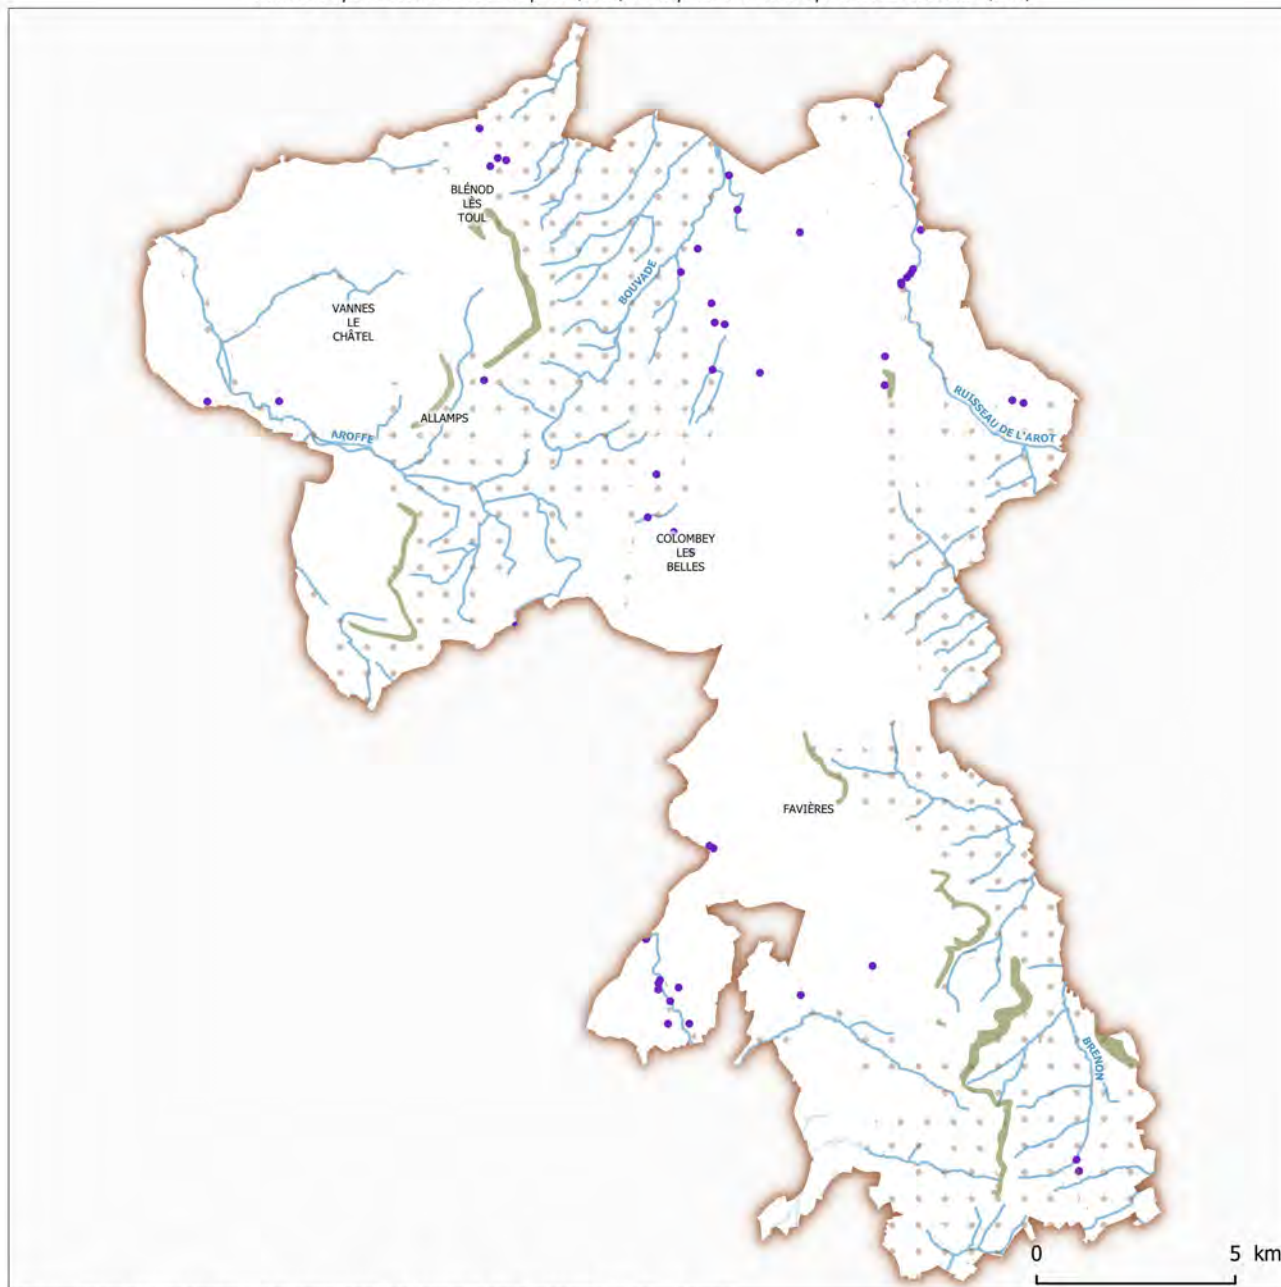 BLÉNOD
LÈS
TOUL
BOUVADE
VANNES
LE
CHÂTEL
ALLAMPS
AROFFE
RUISSEAU DE L'AROT
COLOMBEY
LES
BELLES
FAVIÈRES
BRENON
0 5 km